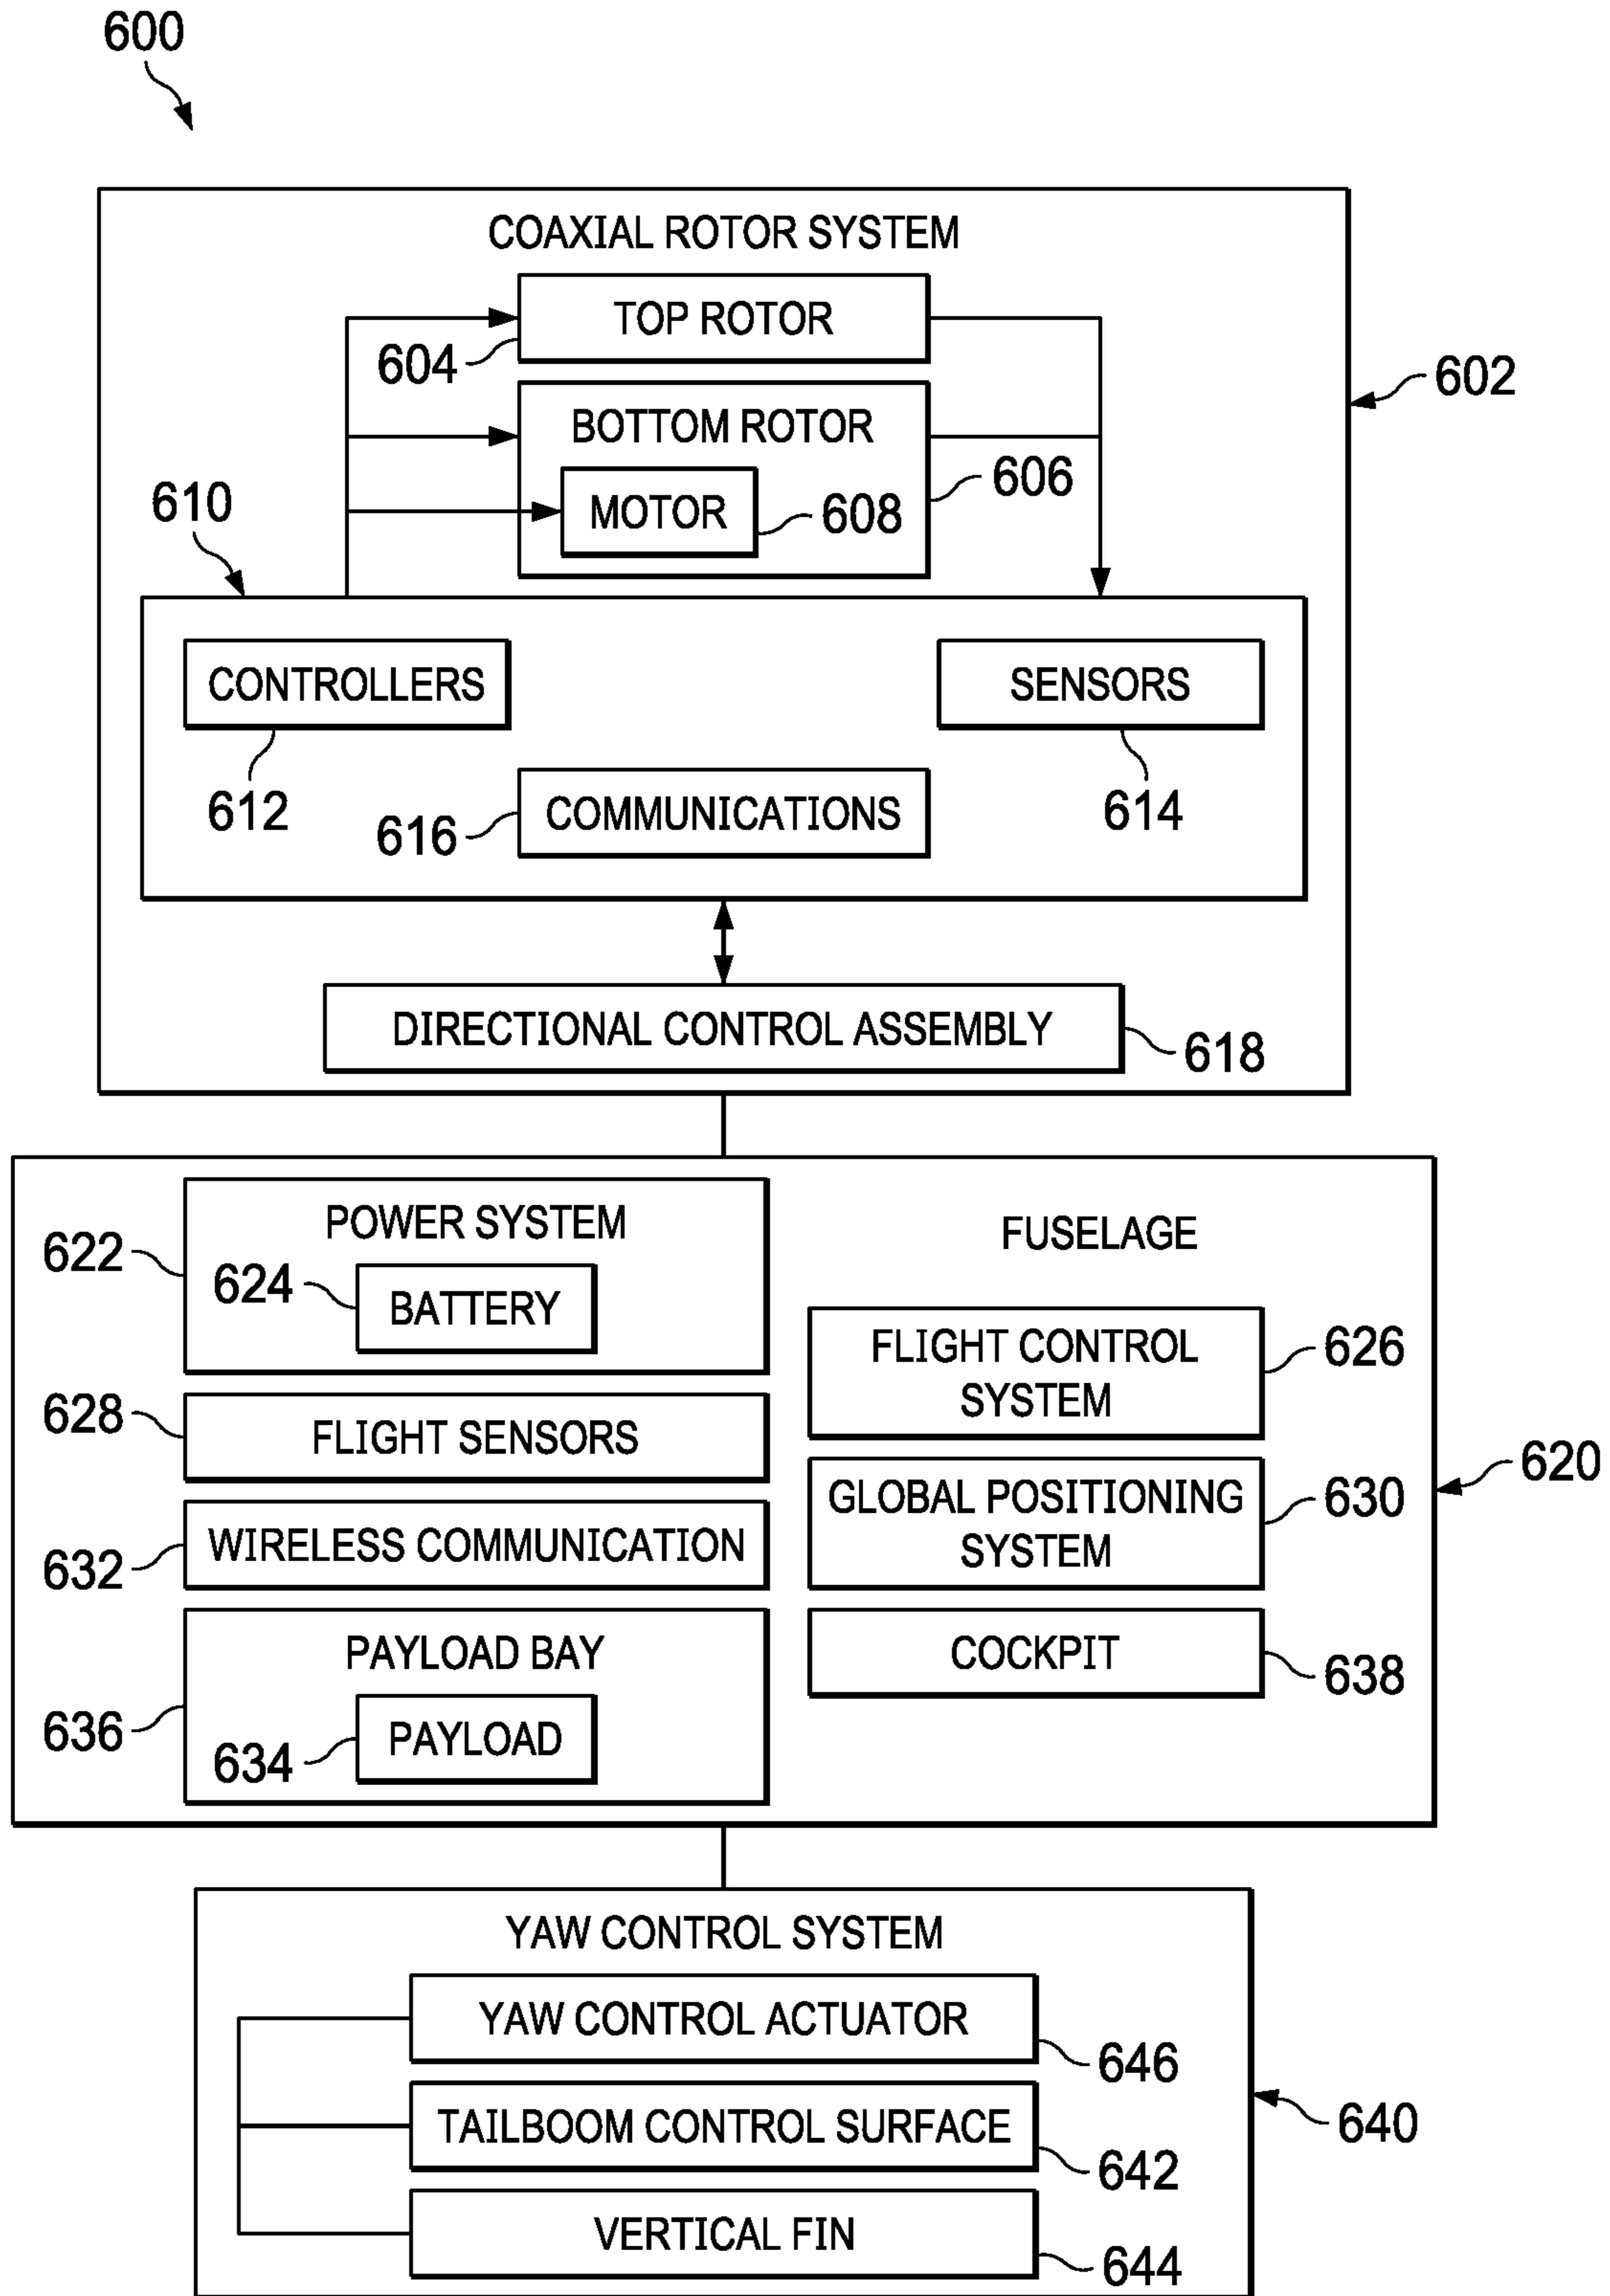 600
COAXIAL ROTOR SYSTEM
TOP ROTOR
604
602
BOTTOM ROTOR
606
610
MOTOR
608
CONTROLLERS
SENSORS
612
614
COMMUNICATIONS
616
DIRECTIONAL CONTROL ASSEMBLY
618
POWER SYSTEM
FUSELAGE
622
624
BATTERY
FLIGHT CONTROL
SYSTEM
626
628
FLIGHT SENSORS
620
GLOBAL POSITIONING
SYSTEM
630
WIRELESS COMMUNICATION
632
PAYLOAD BAY
COCKPIT
638
636
634
PAYLOAD
YAW CONTROL SYSTEM
YAW CONTROL ACTUATOR
646
TAILBOOM CONTROL SURFACE
640
642
VERTICAL FIN
644